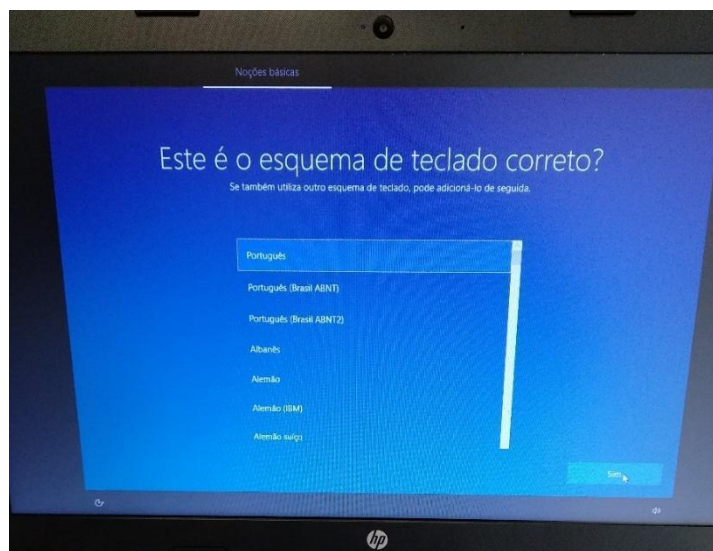 Noções básicas
Este é o esquema de teclado correto?
Se também utiliza outro esquema de teclado, pode adicioná-lo de seguida.
Português
Português (Brasil ABNT)
Português (Brasil ABNT2)
Albanês
Alemão
Alemão (IBM)
Alemão suíço
Sim
hp